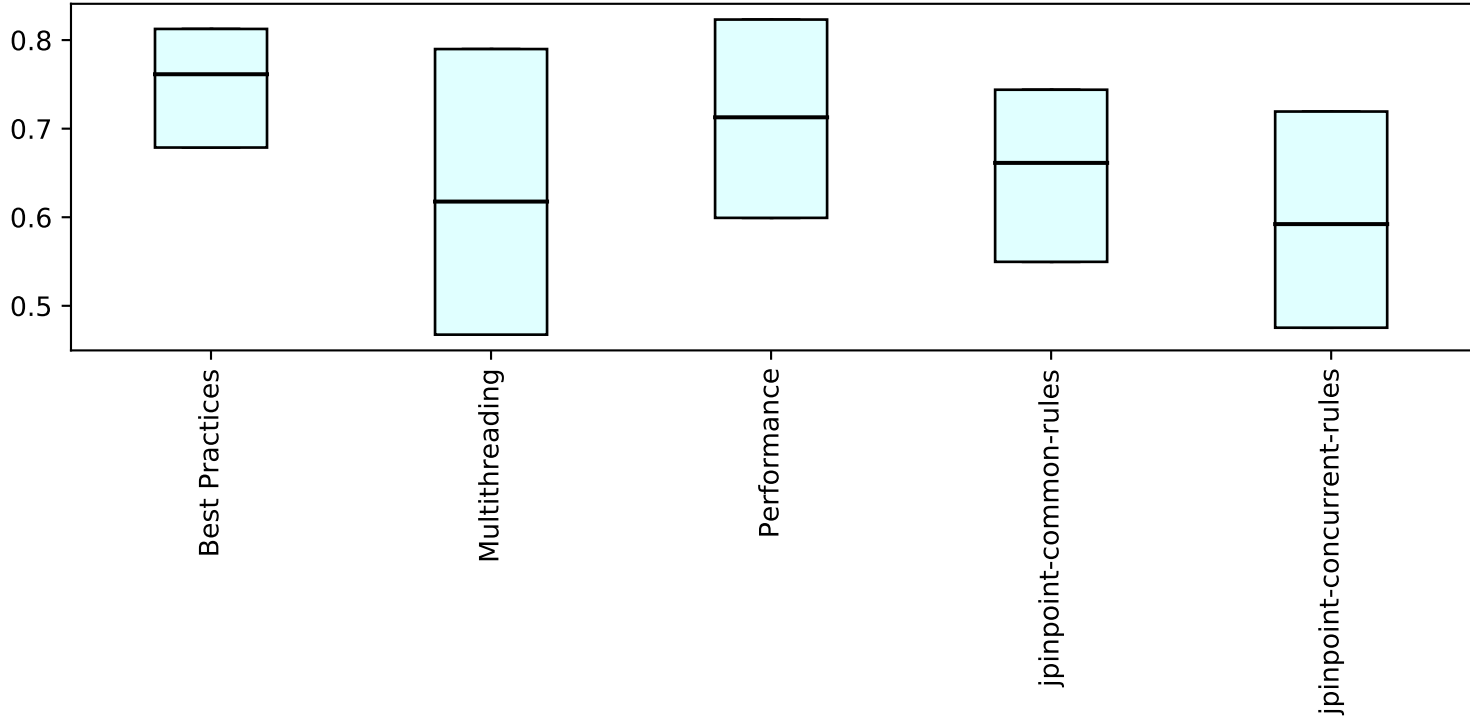 0.8
0.7
0.6
0.5
Best Practices
Multithreading
Performance
jpinpoint-common-rules
jpinpoint-concurrent-rules